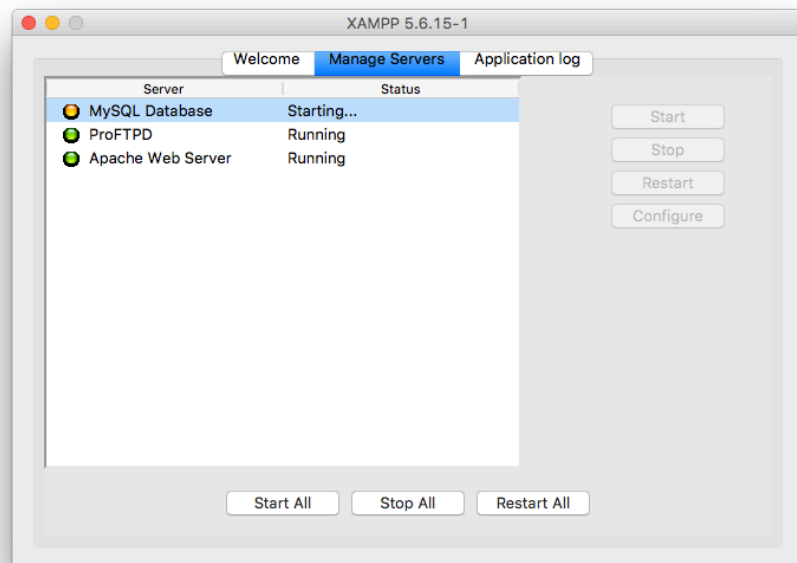 XAMPP 5.6.15-1
Welcome Manage Servers Application log
Server Status
MySQL Database Starting...
ProFTPD Running
Apache Web Server Running
Start
Stop
Restart
Configure
Start All Stop All Restart All